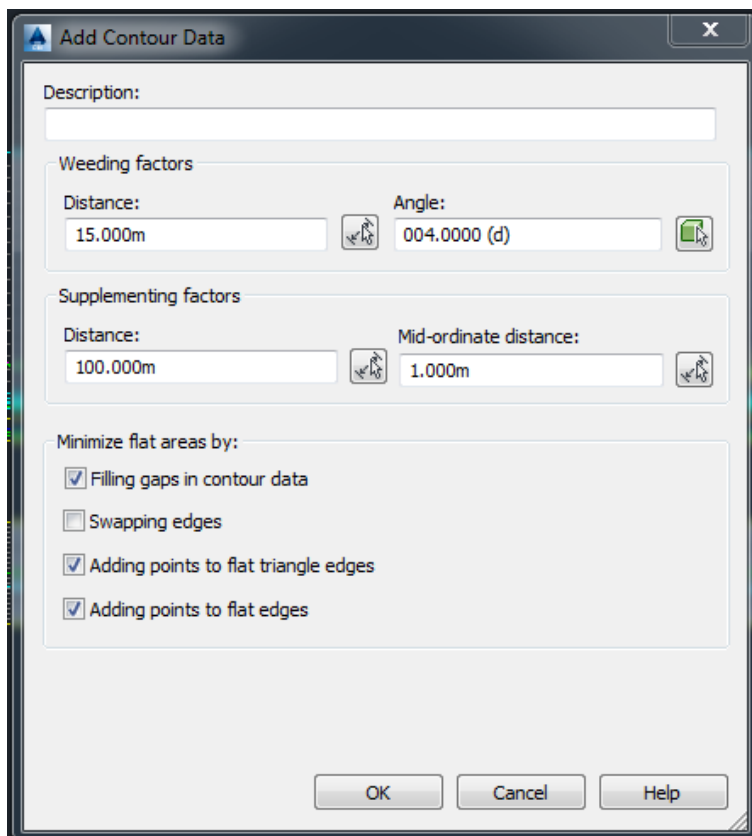 Add Contour Data
Description:
Weeding factors
Distance: Angle:
15.000m 004.0000 (d)
Supplementing factors
Distance: Mid-ordinate distance:
100.000m 1.000m
Minimize flat areas by:
Filling gaps in contour data
Swapping edges
Adding points to flat triangle edges
Adding points to flat edges
OK Cancel Help